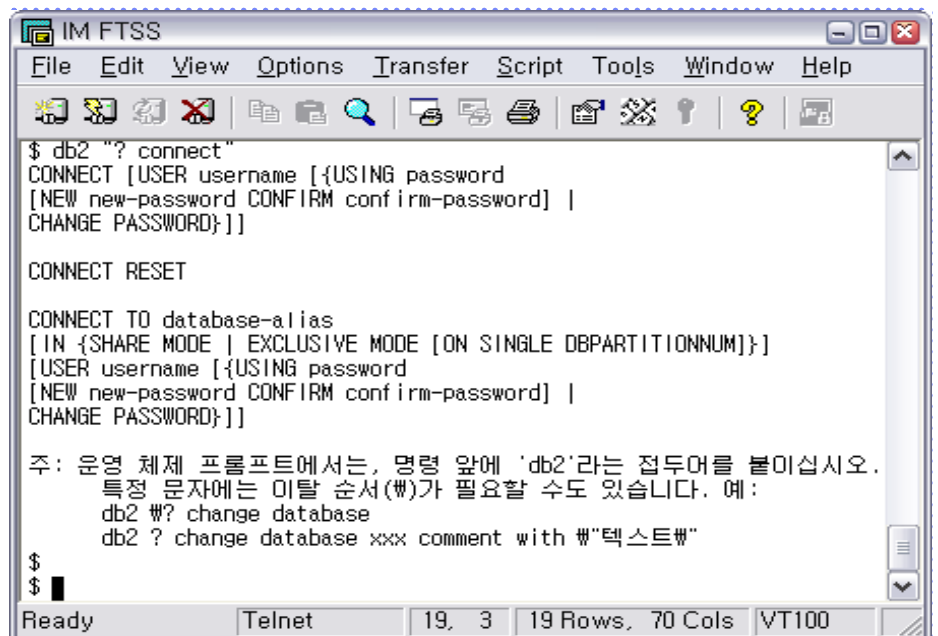 IM FTSS
File Edit View Options Transfer Script Tools Window Help
$ db2 "? connect"
CONNECT [USER username [{USING password
[NEW new-password CONFIRM confirm-password] |
CHANGE PASSWORD}]]
CONNECT RESET
CONNECT TO database-alias
[IN {SHARE MODE | EXCLUSIVE MODE [ON SINGLE DBPARTITIONNUM]}]
[USER username [{USING password
[NEW new-password CONFIRM confirm-password] |
CHANGE PASSWORD}]]
주: 운영 체제 프롬프트에서는, 명령 앞에 'db2'라는 접두어를 붙이십시오.
특정 문자에는 이탈 순서(₩)가 필요할 수도 있습니다. 예:
db2 ₩? change database
db2 ? change database xxx comment with ₩"텍스트₩"
$
$
Ready Telnet 19, 3 19 Rows, 70 Cols VT100